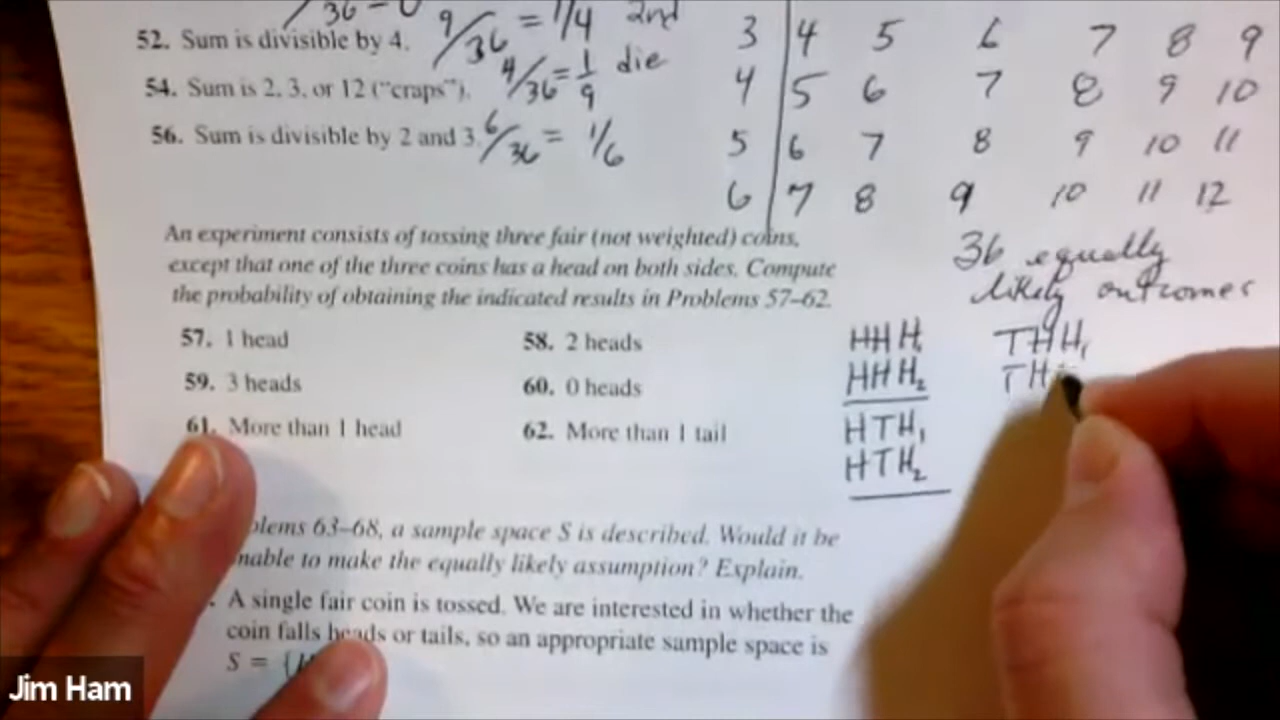 /36 = 0
52. Sum is divisible by 4. 9/36 = 1/4 2nd
54. Sum is 2, 3, or 12 ("craps"). 4/36 = 1/9 die
56. Sum is divisible by 2 and 3. 6/36 = 1/6
3 4 5 6 7 8 9
4 5 6 7 8 9 10
5 6 7 8 9 10 11
6 7 8 9 10 11 12
36 equally
likely outcomes
An experiment consists of tossing three fair (not weighted) coins,
except that one of the three coins has a head on both sides. Compute
the probability of obtaining the indicated results in Problems 57–62.
57. 1 head
58. 2 heads
59. 3 heads
60. 0 heads
61. More than 1 head
62. More than 1 tail
HHH1
HHH2
HTH1
HTH2
THH1
TH
63–68, a sample space S is described. Would it be
to make the equally likely assumption? Explain.
A single fair coin is tossed. We are interested in whether the
coin falls heads or tails, so an appropriate sample space is
S = {H
Jim Ham